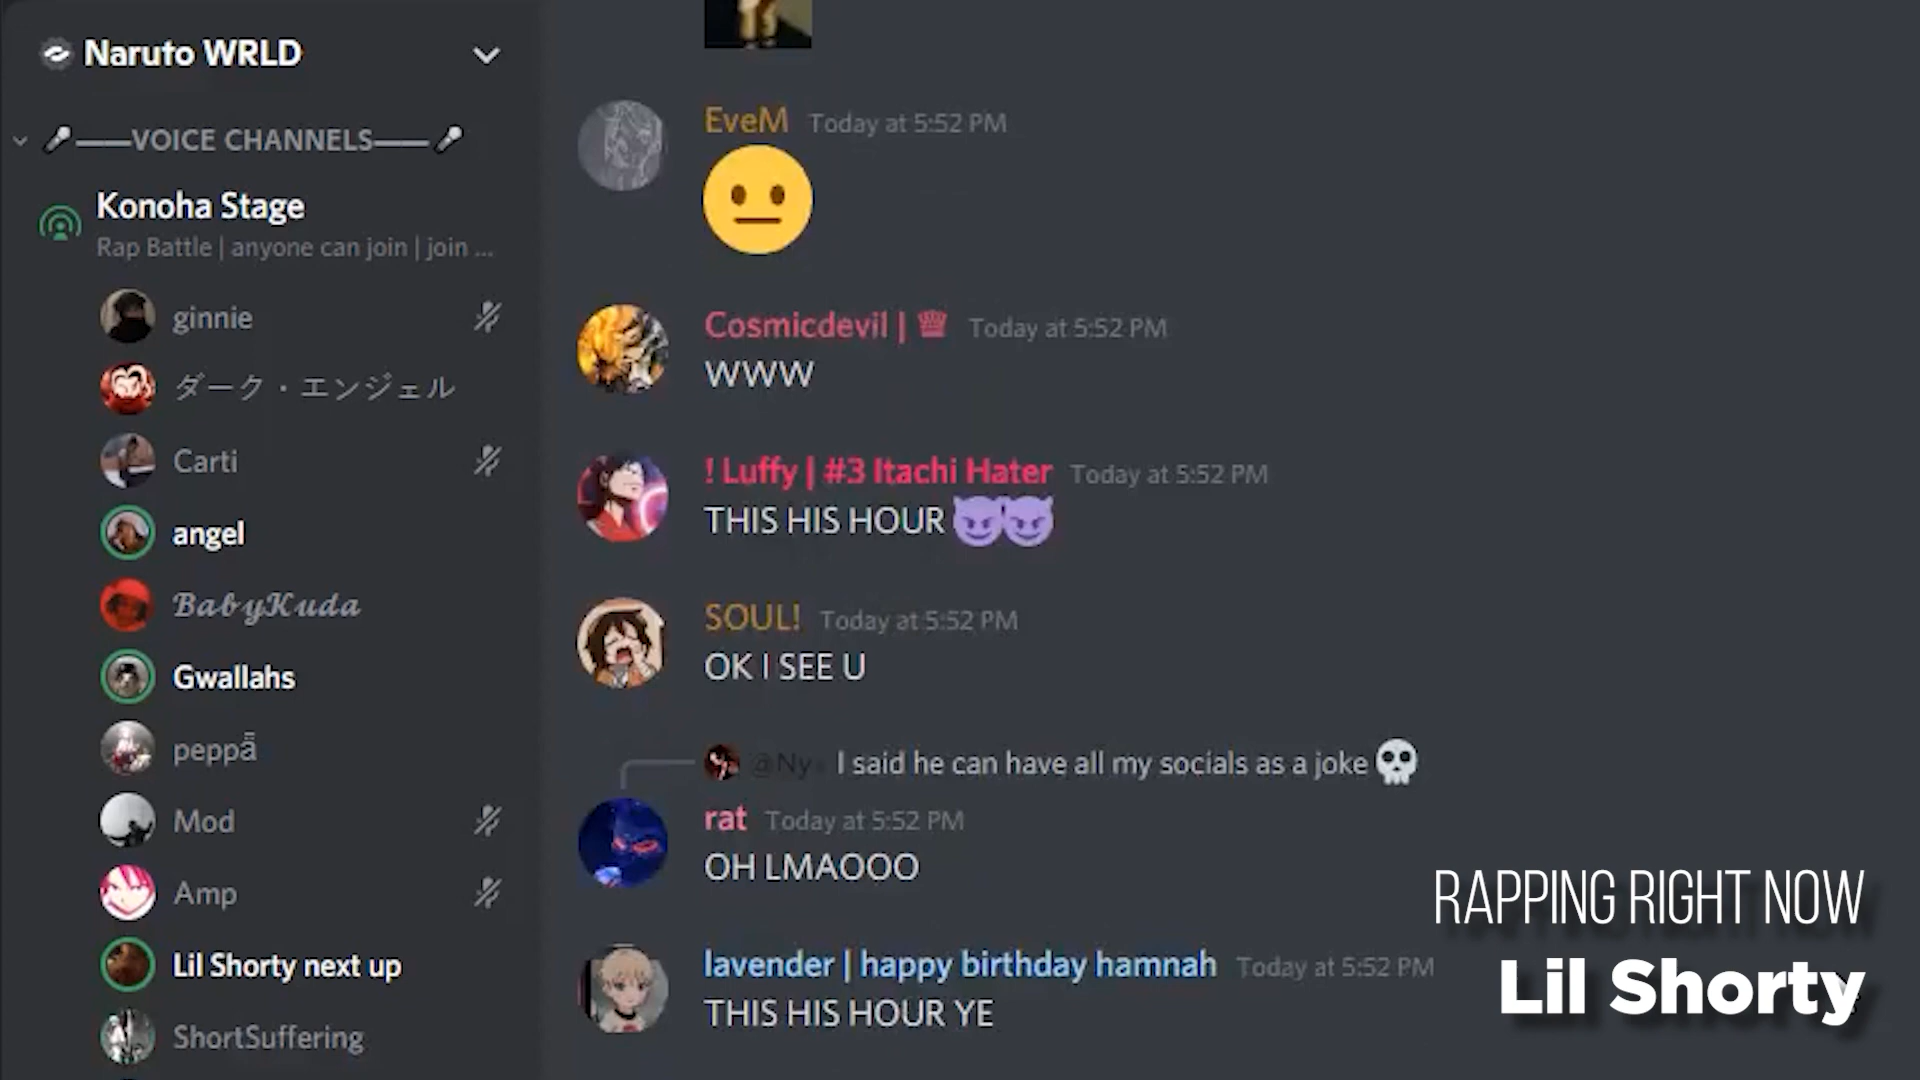 Naruto WRLD
——VOICE CHANNELS——
Konoha Stage
Rap Battle | anyone can join | join ...
ginnie
ダーク・エンジェル
Carti
angel
𝓑𝓪𝓫𝔂𝓚𝓾𝓭𝓪
Gwallahs
peppǟ
Mod
Amp
Lil Shorty next up
ShortSuffering
EveM Today at 5:52 PM
😐
Cosmicdevil | ♛ Today at 5:52 PM
WWW
! Luffy | #3 Itachi Hater Today at 5:52 PM
THIS HIS HOUR 😈😈
SOUL! Today at 5:52 PM
OK I SEE U
@Ny I said he can have all my socials as a joke 💀
rat Today at 5:52 PM
OH LMAOOO
lavender | happy birthday hamnah Today at 5:52 PM
THIS HIS HOUR YE
RAPPING RIGHT NOW
Lil Shorty